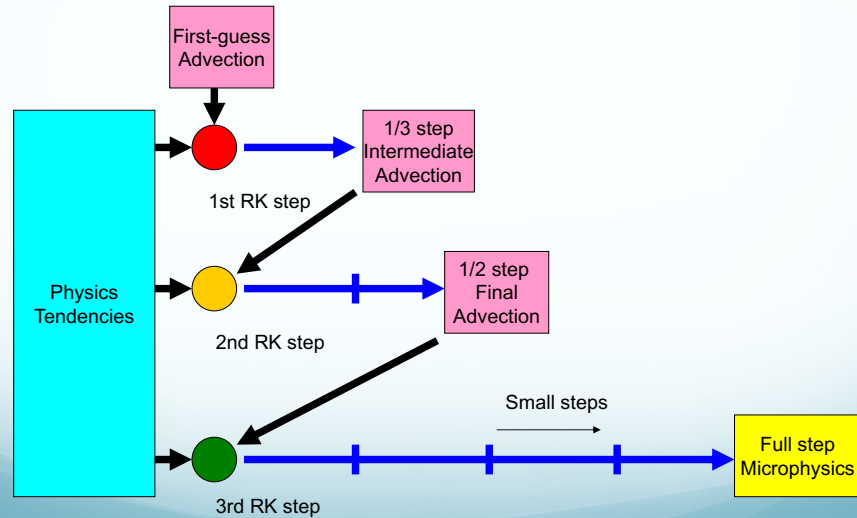 First-guess
Advection
1/3 step
Intermediate
Advection
1st RK step
Physics
Tendencies
1/2 step
Final
Advection
2nd RK step
Small steps
Full step
Microphysics
3rd RK step